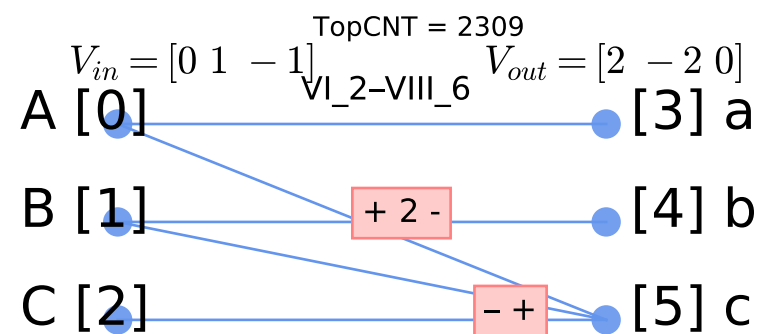 TopCNT = 2309
V_in = [0 1 −1] V_out = [2 −2 0]
VI_2–VIII_6
A [0] [3] a
B [1] + 2 - [4] b
C [2] – + [5] c